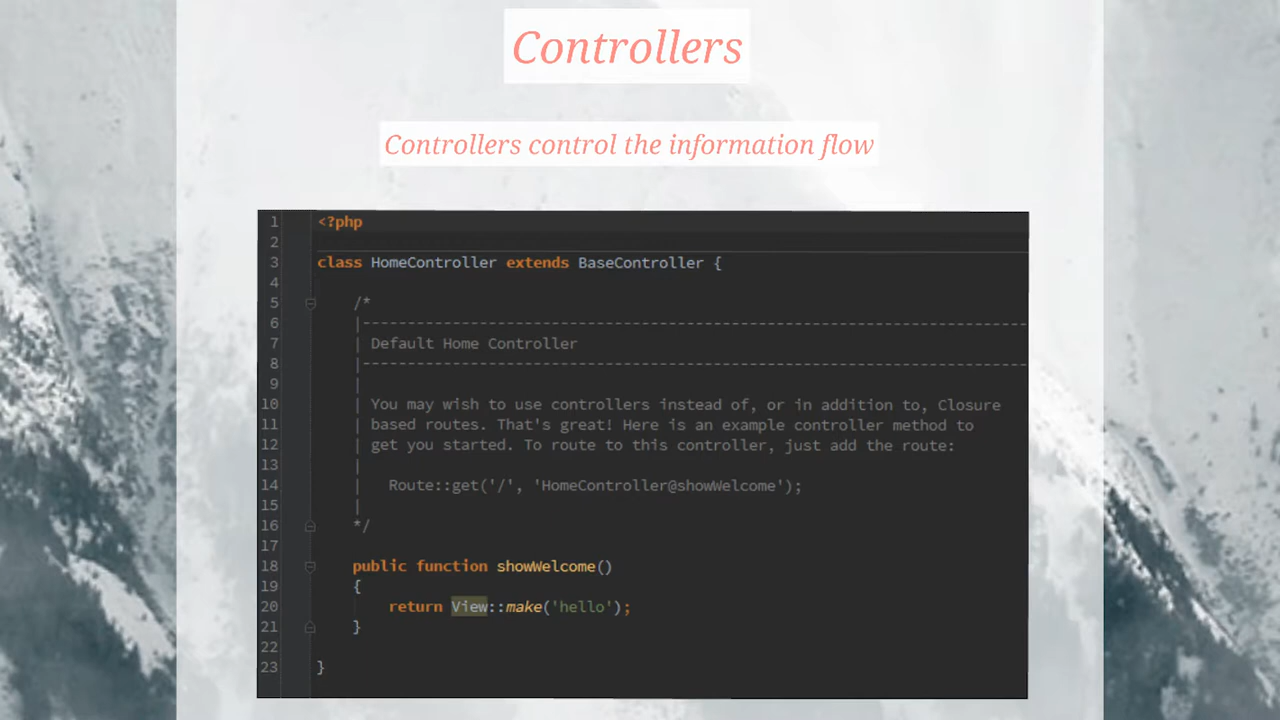 Controllers
Controllers control the information flow
1 <?php
2
3 class HomeController extends BaseController {
4
5 /*
6 |--------------------------------------------------------------------------
7 | Default Home Controller
8 |--------------------------------------------------------------------------
9 |
10 | You may wish to use controllers instead of, or in addition to, Closure
11 | based routes. That's great! Here is an example controller method to
12 | get you started. To route to this controller, just add the route:
13 |
14 | Route::get('/', 'HomeController@showWelcome');
15 |
16 */
17
18 public function showWelcome()
19 {
20 return View::make('hello');
21 }
22
23 }